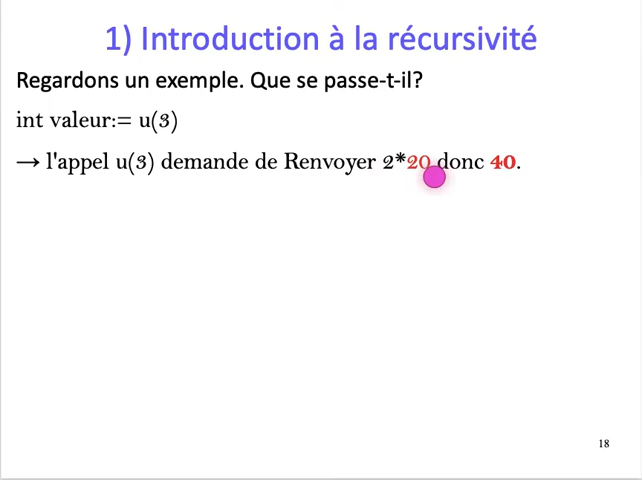 1) Introduction à la récursivité
Regardons un exemple. Que se passe-t-il?
int valeur:= u(3)
→ l'appel u(3) demande de Renvoyer 2*20 donc 40.
18